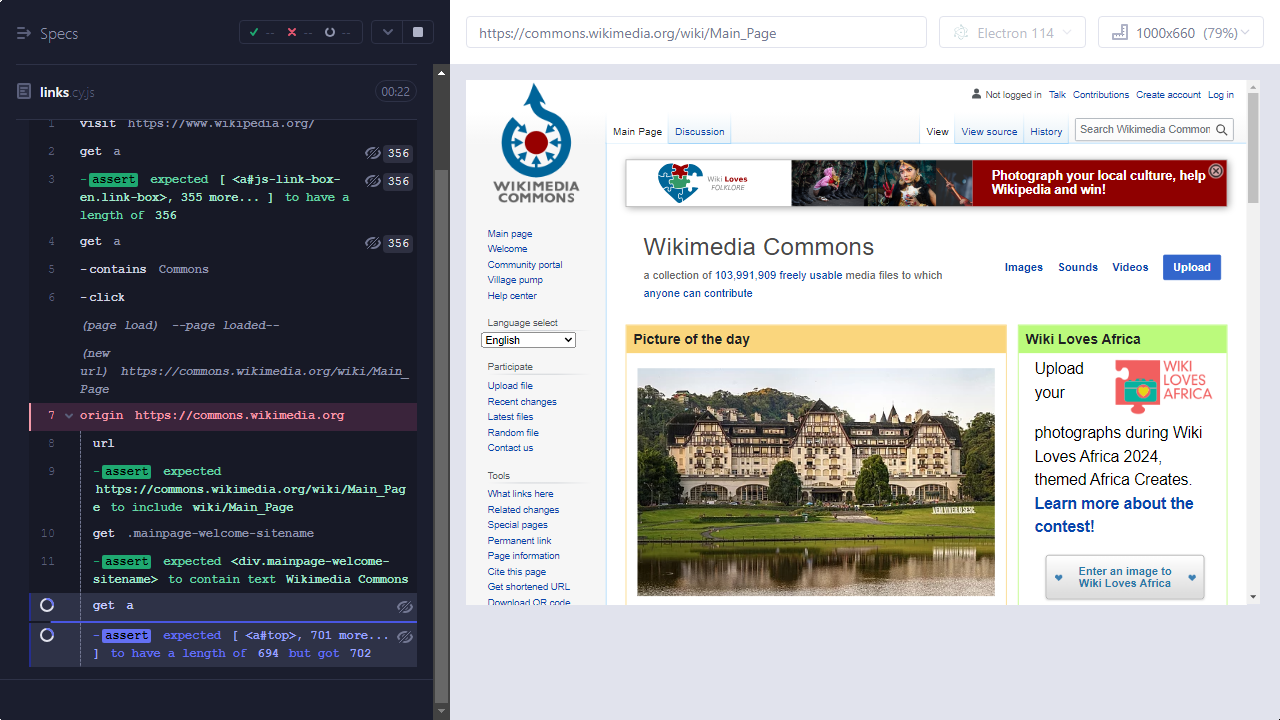 Specs
-- -- --
links.cy.js
00:22
1 visit https://www.wikipedia.org/
2 get a 356
3 -assert expected [ <a#js-link-box-
en.link-box>, 355 more... ] to have a
length of 356
356
4 get a 356
5 -contains Commons
6 -click
(page load) --page loaded--
(new
url) https://commons.wikimedia.org/wiki/Main_
Page
7 origin https://commons.wikimedia.org
8 url
9 -assert expected
https://commons.wikimedia.org/wiki/Main_Pag
e to include wiki/Main_Page
10 get .mainpage-welcome-sitename
11 -assert expected <div.mainpage-welcome-
sitename> to contain text Wikimedia Commons
get a
-assert expected [ <a#top>, 701 more...
] to have a length of 694 but got 702
https://commons.wikimedia.org/wiki/Main_Page
Electron 114
1000x660 (79%)
WIKIMEDIA
COMMONS
Not logged in Talk Contributions Create account Log in
Main Page Discussion
View View source History
Search Wikimedia Commons
Wiki Loves
FOLKLORE
Photograph your local culture, help
Wikipedia and win!
Main page
Welcome
Community portal
Village pump
Help center
Language select
English
Participate
Upload file
Recent changes
Latest files
Random file
Contact us
Tools
What links here
Related changes
Special pages
Permanent link
Page information
Cite this page
Get shortened URL
Download QR code
Wikimedia Commons
a collection of 103,991,909 freely usable media files to which
anyone can contribute
Images Sounds Videos Upload
Picture of the day
Wiki Loves Africa
Upload
your
WIKI
LOVES
AFRICA
photographs during Wiki
Loves Africa 2024,
themed Africa Creates.
Learn more about the
contest!
Enter an image to
Wiki Loves Africa